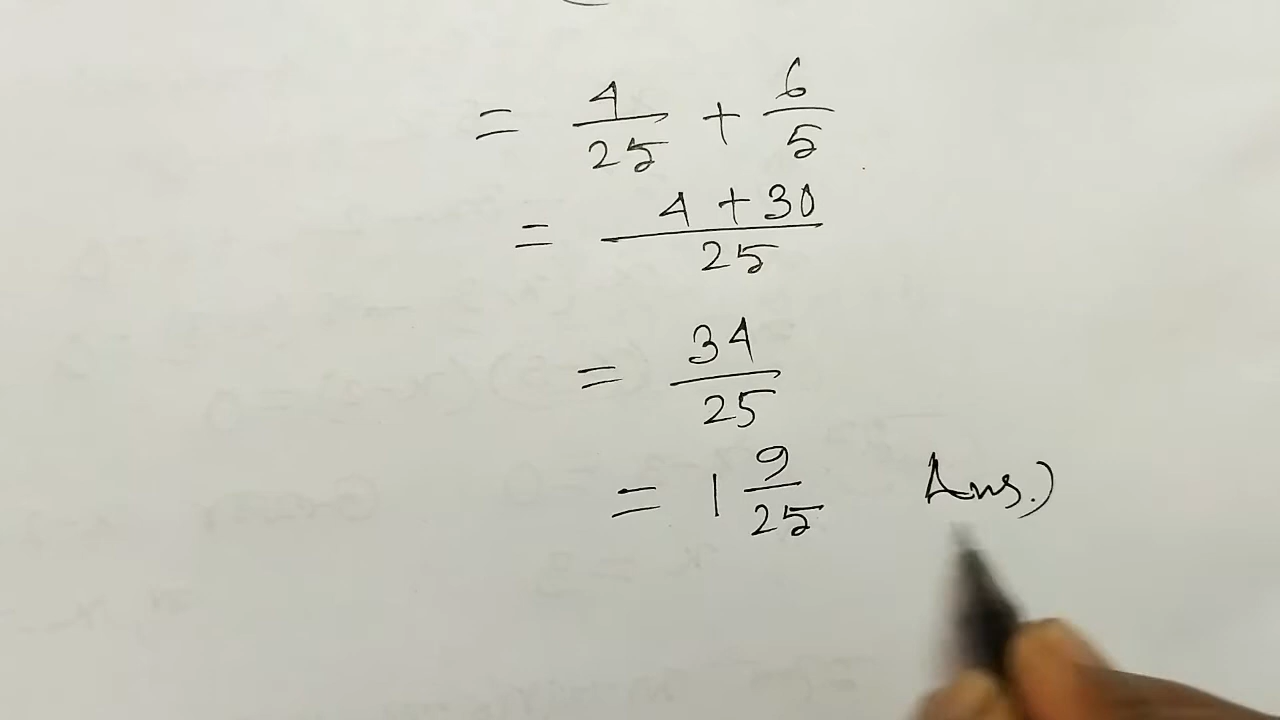 = 4/25 + 6/5
= 4 + 30/25
= 34/25
= 1 9/25 Ans.)